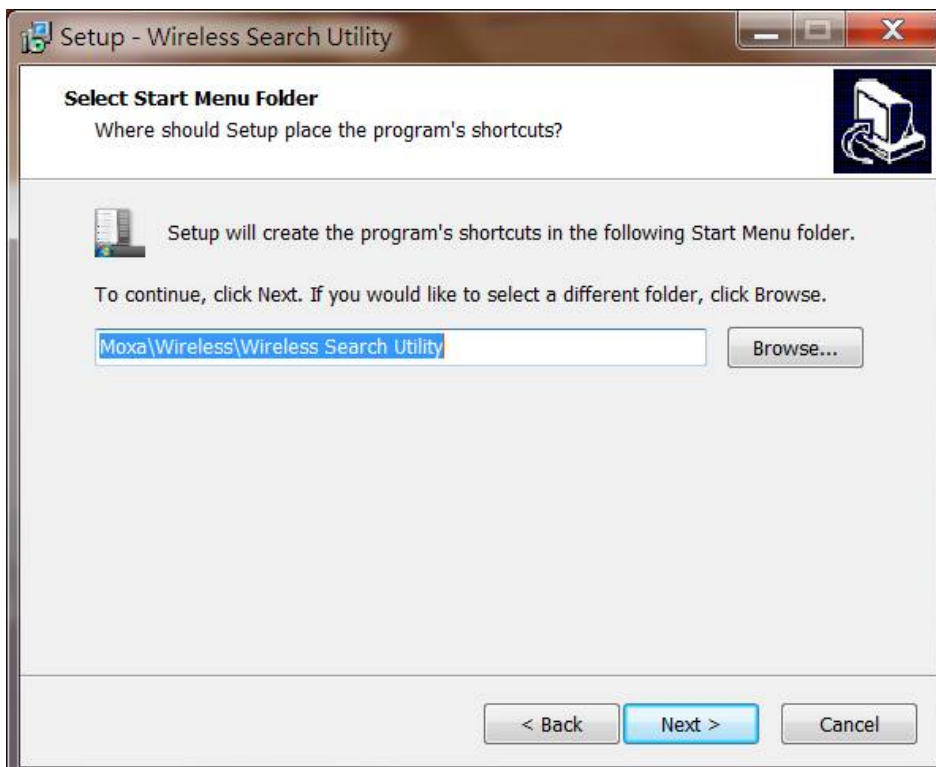 Setup - Wireless Search Utility
Select Start Menu Folder
Where should Setup place the program's shortcuts?
Setup will create the program's shortcuts in the following Start Menu folder.
To continue, click Next. If you would like to select a different folder, click Browse.
Moxa\Wireless\Wireless Search Utility
Browse...
< Back
Next >
Cancel